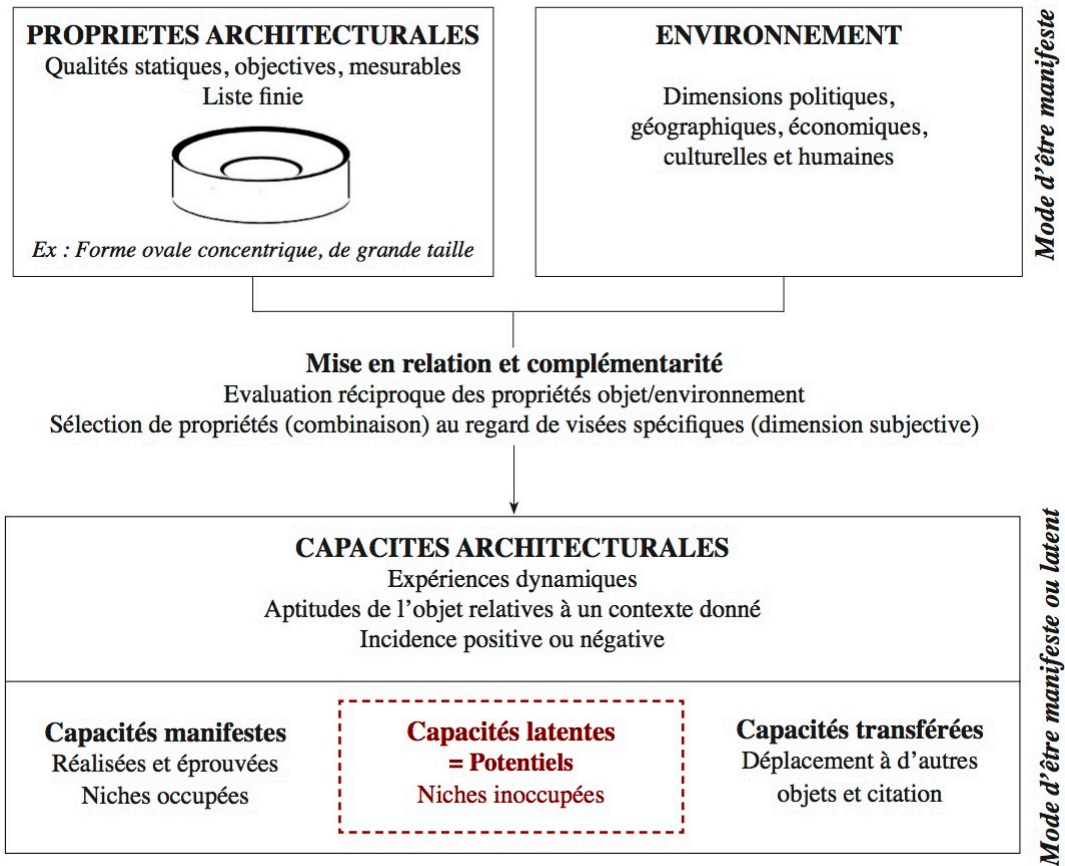 PROPRIETES ARCHITECTURALES
Qualités statiques, objectives, mesurables
Liste finie
Ex : Forme ovale concentrique, de grande taille
ENVIRONNEMENT
Dimensions politiques,
géographiques, économiques,
culturelles et humaines
Mode d’être manifeste
Mise en relation et complémentarité
Evaluation réciproque des propriétés objet/environnement
Sélection de propriétés (combinaison) au regard de visées spécifiques (dimension subjective)
CAPACITES ARCHITECTURALES
Expériences dynamiques
Aptitudes de l’objet relatives à un contexte donné
Incidence positive ou négative
Capacités manifestes
Réalisées et éprouvées
Niches occupées
Capacités latentes
= Potentiels
Niches inoccupées
Capacités transférées
Déplacement à d’autres
objets et citation
Mode d’être manifeste ou latent